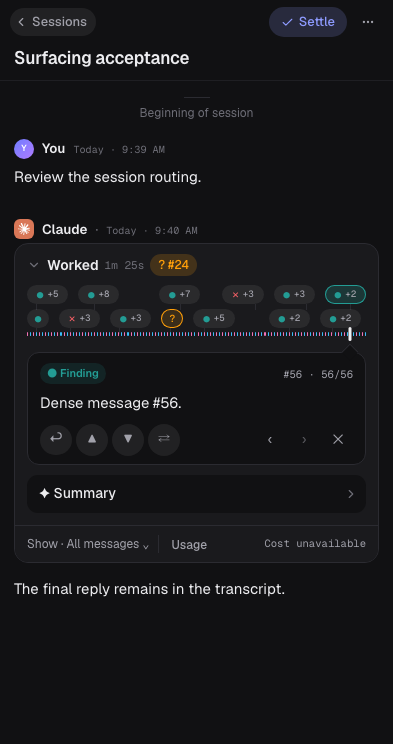 Sessions
Settle
Surfacing acceptance
Beginning of session
Y You Today · 9:39 AM
Review the session routing.
Claude · Today · 9:40 AM
Worked 1m 25s ? #24
+5 +8 +7 × +3 +3 +2
× +3 +3 ? +5 +2 +2
Finding #56 · 56/56
Dense message #56.
Summary
Show · All messages Usage Cost unavailable
The final reply remains in the transcript.